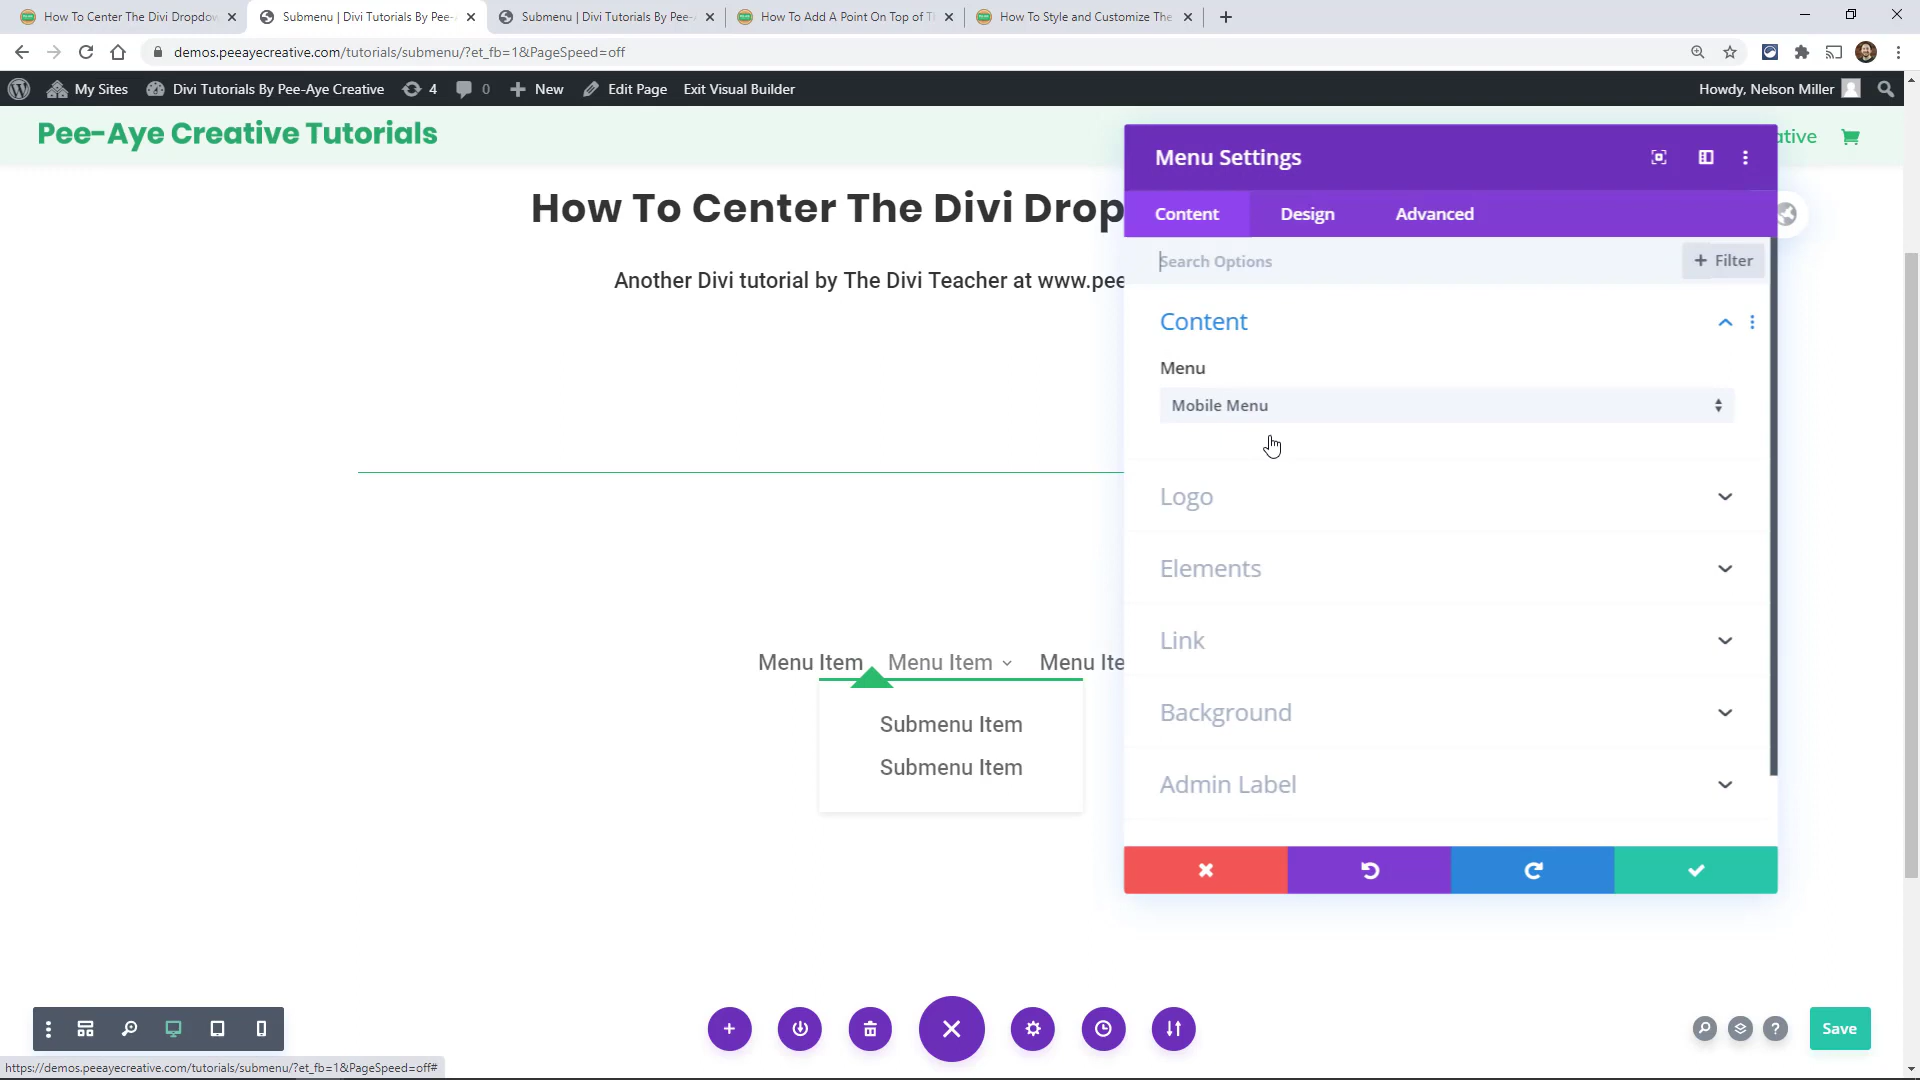 How To Center The Divi Dropdow
Submenu | Divi Tutorials By Pee-
Submenu | Divi Tutorials By Pee-A
How To Add A Point On Top of T
How To Style and Customize The
demos.peeayecreative.com/tutorials/submenu/?et_fb=1&PageSpeed=off
My Sites
Divi Tutorials By Pee-Aye Creative
4
0
New
Edit Page
Exit Visual Builder
Howdy, Nelson Miller
Pee-Aye Creative Tutorials
ative
Menu Settings
Content
Design
Advanced
Search Options
+ Filter
How To Center The Divi Drop
Another Divi tutorial by The Divi Teacher at www.pee
Content
Menu
Mobile Menu
Logo
Elements
Link
Background
Admin Label
Menu Item
Menu Item
Menu Ite
Submenu Item
Submenu Item
Save
https://demos.peeayecreative.com/tutorials/submenu/?et_fb=1&PageSpeed=off#